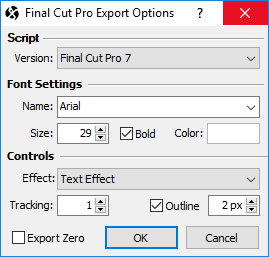 Final Cut Pro Export Options ? ×
Script
Version: Final Cut Pro 7
Font Settings
Name: Arial
Size: 29 Bold Color:
Controls
Effect: Text Effect
Tracking: 1 Outline 2 px
Export Zero OK Cancel